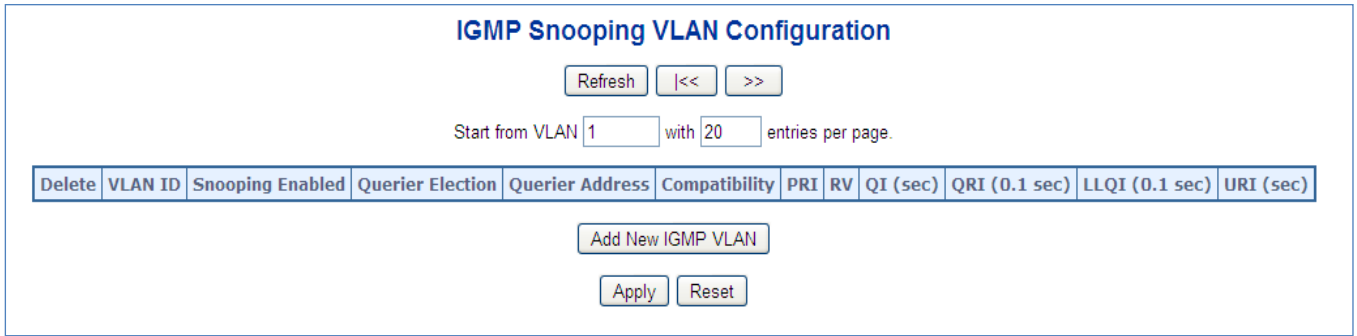 IGMP Snooping VLAN Configuration
Refresh |<< >>
Start from VLAN 1 with 20 entries per page.
Delete VLAN ID Snooping Enabled Querier Election Querier Address Compatibility PRI RV QI (sec) QRI (0.1 sec) LLQI (0.1 sec) URI (sec)
Add New IGMP VLAN
Apply Reset